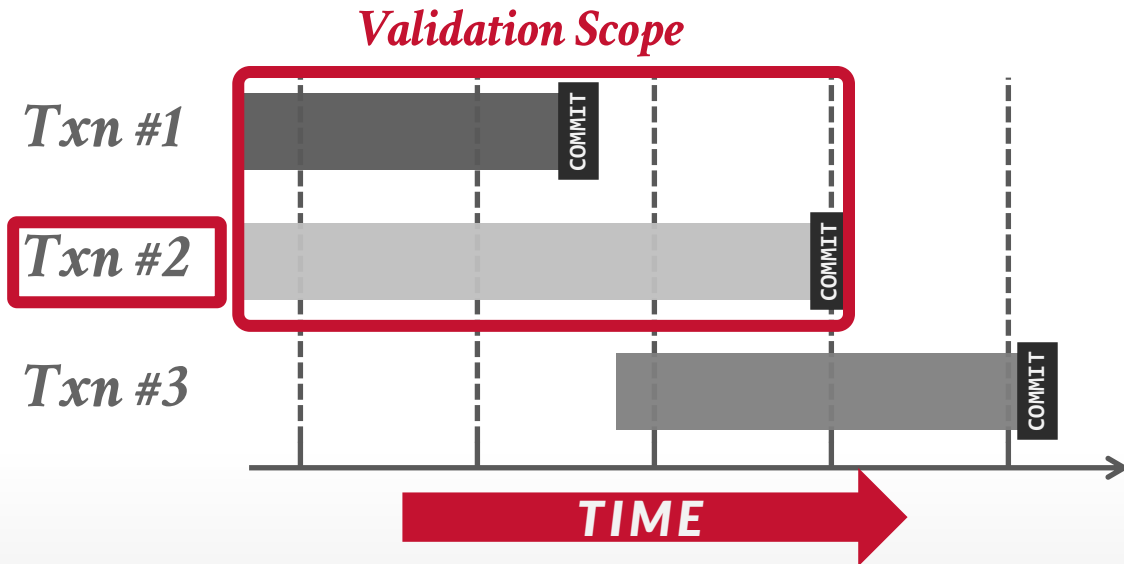 Validation Scope
Txn #1
COMMIT
Txn #2
COMMIT
Txn #3
COMMIT
TIME